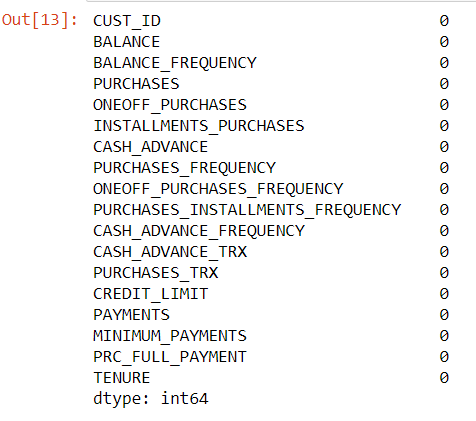 Out[13]: CUST_ID 0
BALANCE 0
BALANCE_FREQUENCY 0
PURCHASES 0
ONEOFF_PURCHASES 0
INSTALLMENTS_PURCHASES 0
CASH_ADVANCE 0
PURCHASES_FREQUENCY 0
ONEOFF_PURCHASES_FREQUENCY 0
PURCHASES_INSTALLMENTS_FREQUENCY 0
CASH_ADVANCE_FREQUENCY 0
CASH_ADVANCE_TRX 0
PURCHASES_TRX 0
CREDIT_LIMIT 0
PAYMENTS 0
MINIMUM_PAYMENTS 0
PRC_FULL_PAYMENT 0
TENURE 0
dtype: int64